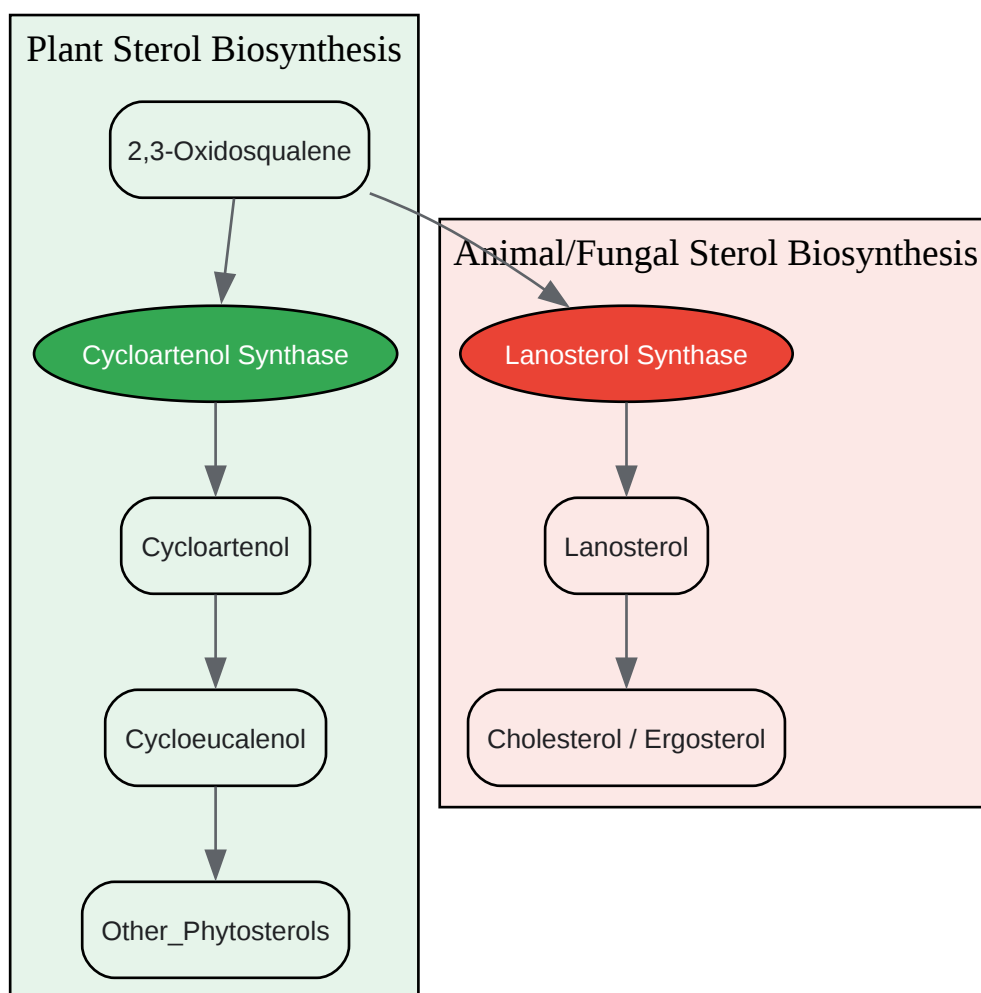 Plant Sterol Biosynthesis
2,3-Oxidosqualene
Animal/Fungal Sterol Biosynthesis
Cycloartenol Synthase
Lanosterol Synthase
Cycloartenol
Lanosterol
Cycloeucalenol
Cholesterol / Ergosterol
Other_Phytosterols